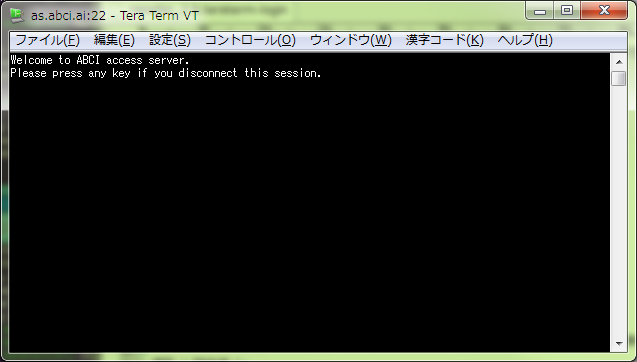 as.abci.ai:22 - Tera Term VT
ファイル(F) 編集(E) 設定(S) コントロール(O) ウィンドウ(W) 漢字コード(K) ヘルプ(H)
Welcome to ABCI access server.
Please press any key if you disconnect this session.